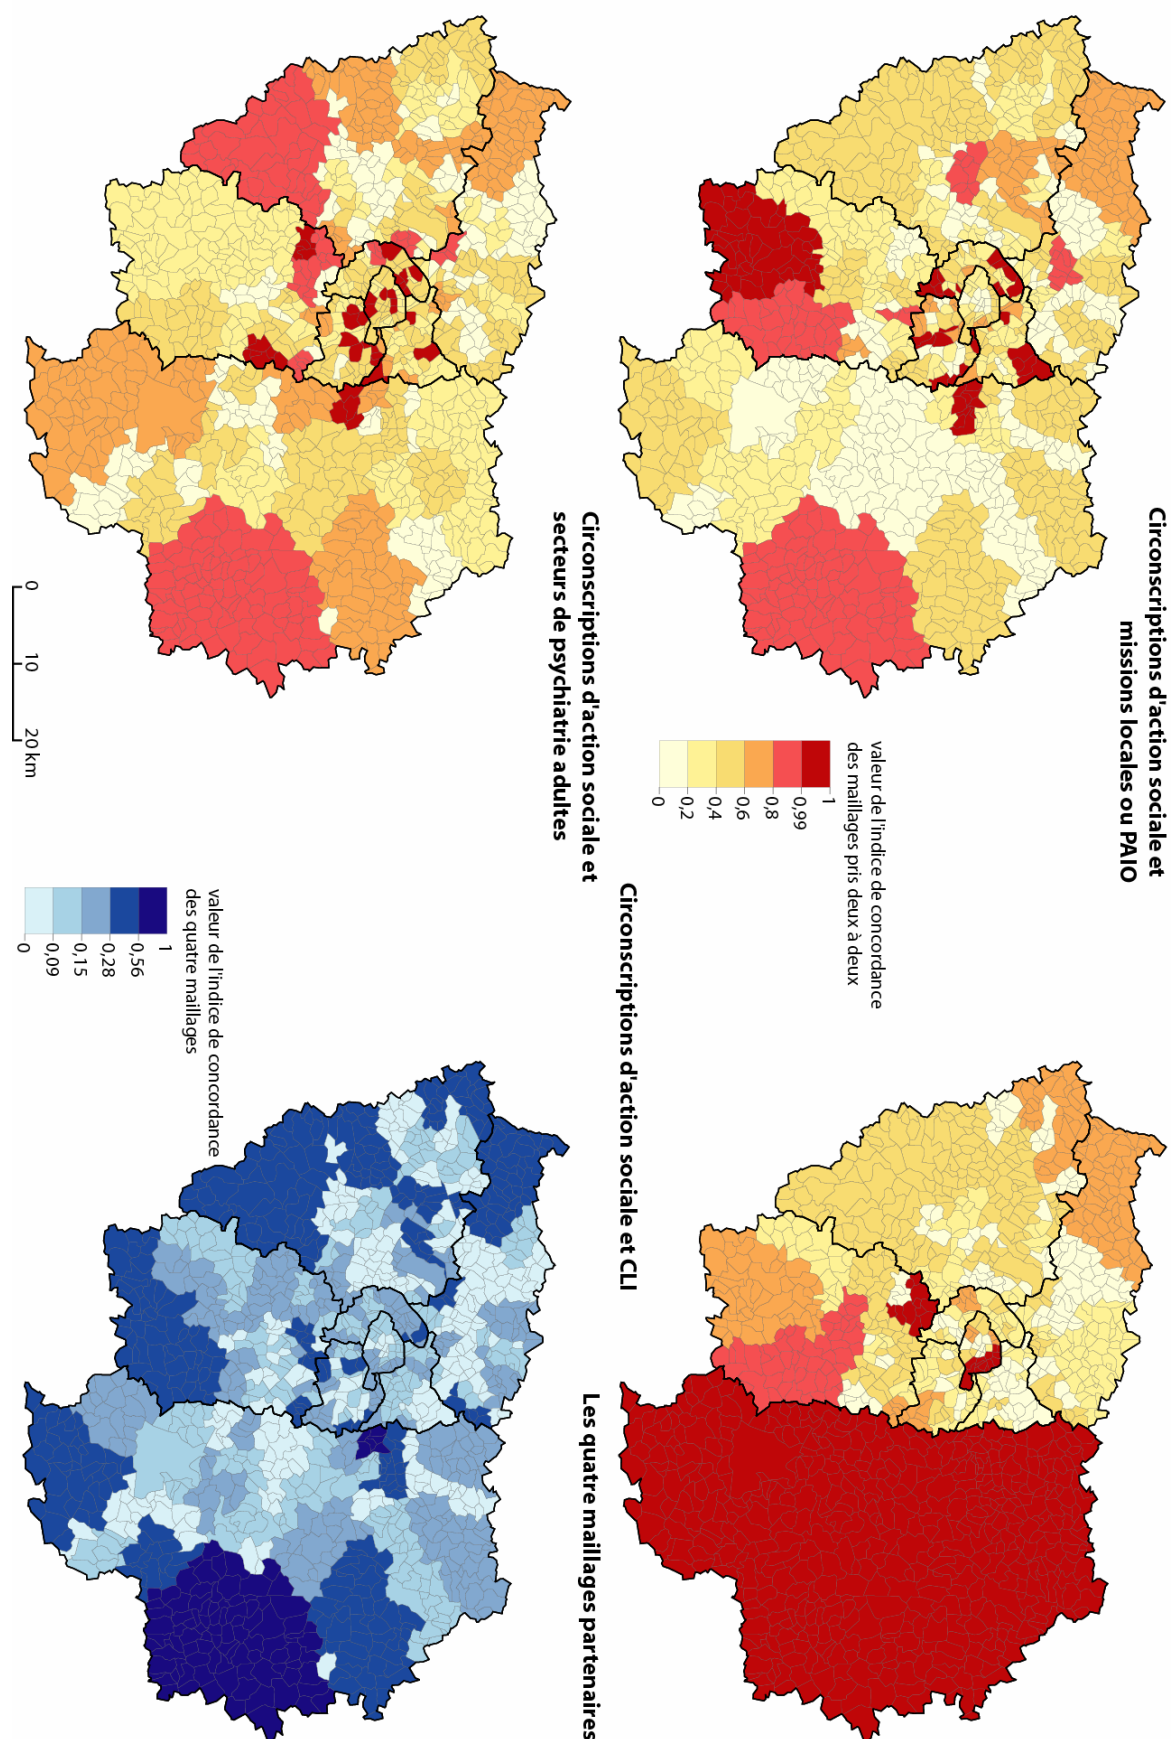 Circonscriptions d'action sociale et
missions locales ou PAIO
valeur de l'indice de concordance
des maillages pris deux à deux
0
0,2
0,4
0,6
0,8
0,99
1
Circonscriptions d'action sociale et CLI
Circonscriptions d'action sociale et
secteurs de psychiatrie adultes
0
10
20 km
valeur de l'indice de concordance
des quatre maillages
0
0,09
0,15
0,28
0,56
1
Les quatre maillages partenaires